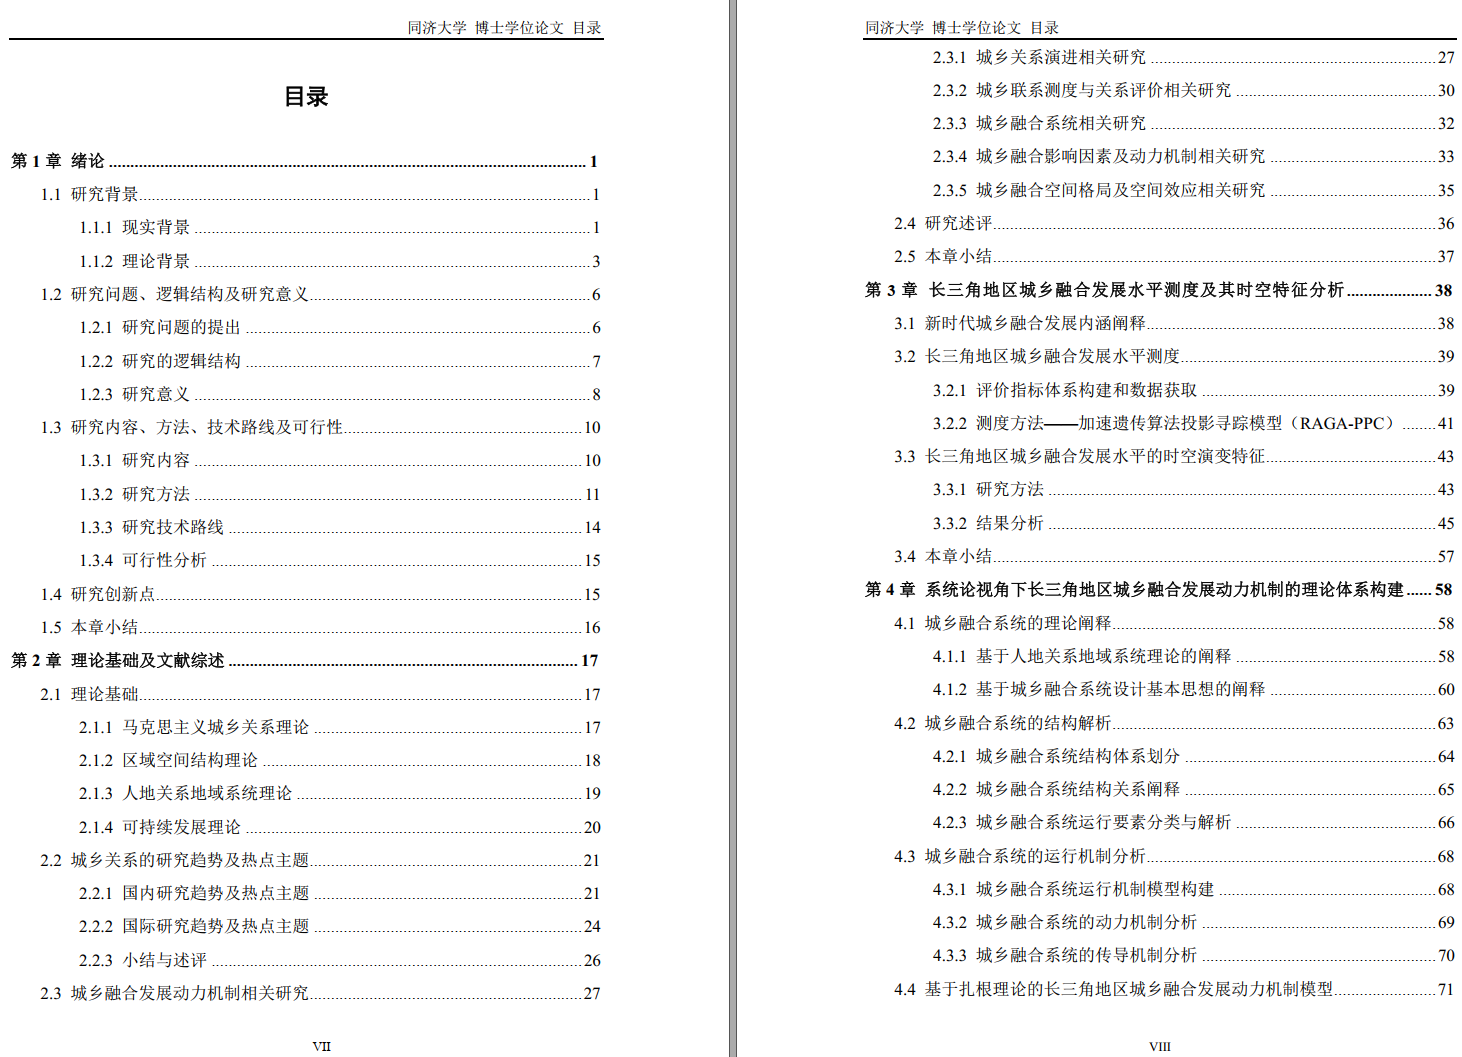 同济大学 博士学位论文 目录
目录
第 1 章 绪论 1
1.1 研究背景 1
1.1.1 现实背景 1
1.1.2 理论背景 3
1.2 研究问题、逻辑结构及研究意义 6
1.2.1 研究问题的提出 6
1.2.2 研究的逻辑结构 7
1.2.3 研究意义 8
1.3 研究内容、方法、技术路线及可行性 10
1.3.1 研究内容 10
1.3.2 研究方法 11
1.3.3 研究技术路线 14
1.3.4 可行性分析 15
1.4 研究创新点 15
1.5 本章小结 16
第 2 章 理论基础及文献综述 17
2.1 理论基础 17
2.1.1 马克思主义城乡关系理论 17
2.1.2 区域空间结构理论 18
2.1.3 人地关系地域系统理论 19
2.1.4 可持续发展理论 20
2.2 城乡关系的研究趋势及热点主题 21
2.2.1 国内研究趋势及热点主题 21
2.2.2 国际研究趋势及热点主题 24
2.2.3 小结与述评 26
2.3 城乡融合发展动力机制相关研究 27
VII
同济大学 博士学位论文 目录
2.3.1 城乡关系演进相关研究 27
2.3.2 城乡联系测度与关系评价相关研究 30
2.3.3 城乡融合系统相关研究 32
2.3.4 城乡融合影响因素及动力机制相关研究 33
2.3.5 城乡融合空间格局及空间效应相关研究 35
2.4 研究述评 36
2.5 本章小结 37
第 3 章 长三角地区城乡融合发展水平测度及其时空特征分析 38
3.1 新时代城乡融合发展内涵阐释 38
3.2 长三角地区城乡融合发展水平测度 39
3.2.1 评价指标体系构建和数据获取 39
3.2.2 测度方法——加速遗传算法投影寻踪模型（RAGA-PPC） 41
3.3 长三角地区城乡融合发展水平的时空演变特征 43
3.3.1 研究方法 43
3.3.2 结果分析 45
3.4 本章小结 57
第 4 章 系统论视角下长三角地区城乡融合发展动力机制的理论体系构建 58
4.1 城乡融合系统的理论阐释 58
4.1.1 基于人地关系地域系统理论的阐释 58
4.1.2 基于城乡融合系统设计基本思想的阐释 60
4.2 城乡融合系统的结构解析 63
4.2.1 城乡融合系统结构体系划分 64
4.2.2 城乡融合系统结构关系阐释 65
4.2.3 城乡融合系统运行要素分类与解析 66
4.3 城乡融合系统的运行机制分析 68
4.3.1 城乡融合系统运行机制模型构建 68
4.3.2 城乡融合系统的动力机制分析 69
4.3.3 城乡融合系统的传导机制分析 70
4.4 基于扎根理论的长三角地区城乡融合发展动力机制模型 71
VIII